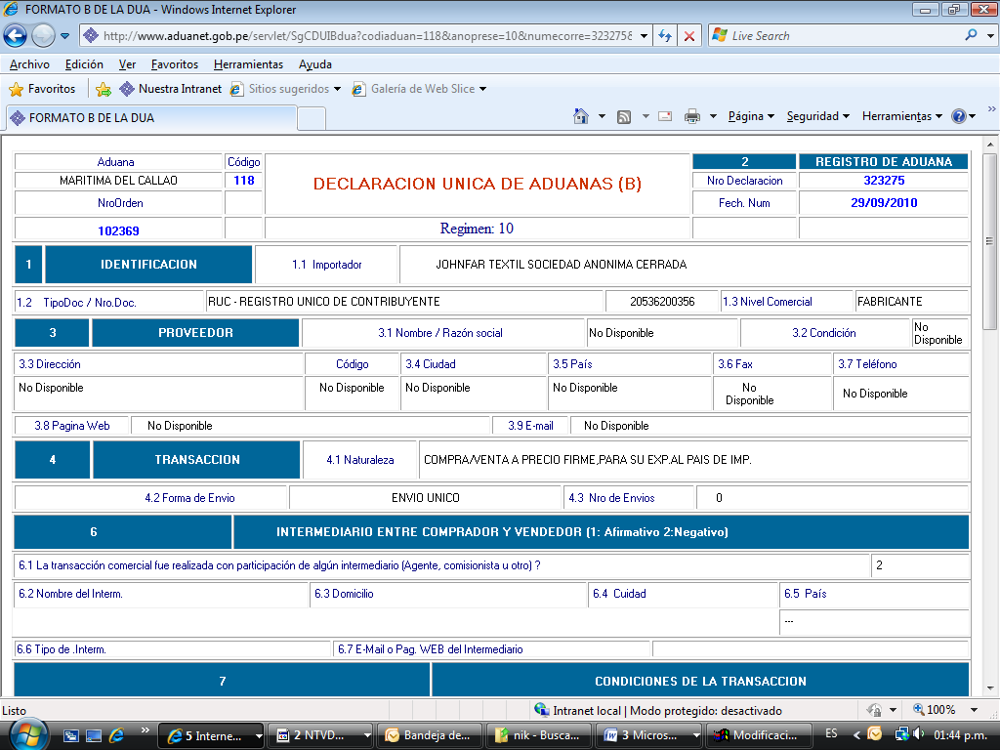 FORMATO B DE LA DUA - Windows Internet Explorer
http://www.aduanet.gob.pe/servlet/SgCDUIBdua?codiaduan=118&anoprese=10&numecorre=323275&
Live Search
Archivo Edición Ver Favoritos Herramientas Ayuda
Favoritos Nuestra Intranet Sitios sugeridos Galería de Web Slice
FORMATO B DE LA DUA Página Seguridad Herramientas
Aduana Código DECLARACION UNICA DE ADUANAS (B) 2 REGISTRO DE ADUANA
MARITIMA DEL CALLAO 118 Nro Declaracion 323275
NroOrden Fech. Num 29/09/2010
102369 Regimen: 10
1 IDENTIFICACION 1.1 Importador JOHNFAR TEXTIL SOCIEDAD ANONIMA CERRADA
1.2 TipoDoc / Nro.Doc. RUC - REGISTRO UNICO DE CONTRIBUYENTE 20536200356 1.3 Nivel Comercial FABRICANTE
3 PROVEEDOR 3.1 Nombre / Razón social No Disponible 3.2 Condición No Disponible
3.3 Dirección Código 3.4 Ciudad 3.5 País 3.6 Fax 3.7 Teléfono
No Disponible No Disponible No Disponible No Disponible No Disponible No Disponible
3.8 Pagina Web No Disponible 3.9 E-mail No Disponible
4 TRANSACCION 4.1 Naturaleza COMPRA/VENTA A PRECIO FIRME,PARA SU EXP.AL PAIS DE IMP.
4.2 Forma de Envio ENVIO UNICO 4.3 Nro de Envios 0
6 INTERMEDIARIO ENTRE COMPRADOR Y VENDEDOR (1: Afirmativo 2:Negativo)
6.1 La transacción comercial fue realizada con participación de algún intermediario (Agente, comisionista u otro) ? 2
6.2 Nombre del Interm. 6.3 Domicilio 6.4 Cuidad 6.5 País
---
6.6 Tipo de .Interm. 6.7 E-Mail o Pag. WEB del Intermediario
7 CONDICIONES DE LA TRANSACCION
Listo Intranet local | Modo protegido: desactivado 100%
5 Interne... 2 NTVD... Bandeja de... nik - Busca... 3 Micros... Modificaci... ES 01:44 p.m.